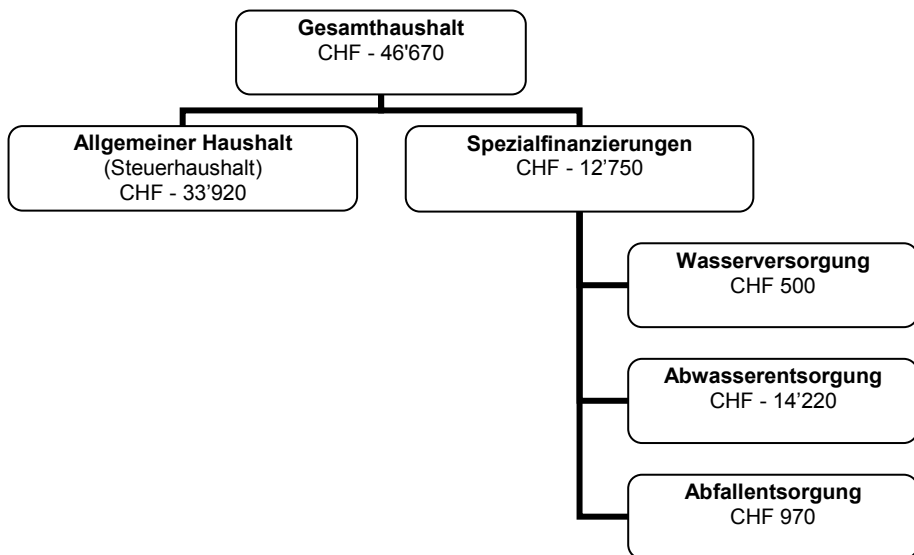 Gesamthaushalt
CHF - 46'670
Allgemeiner Haushalt
(Steuerhaushalt)
CHF - 33’920
Spezialfinanzierungen
CHF - 12’750
Wasserversorgung
CHF 500
Abwasserentsorgung
CHF - 14’220
Abfallentsorgung
CHF 970